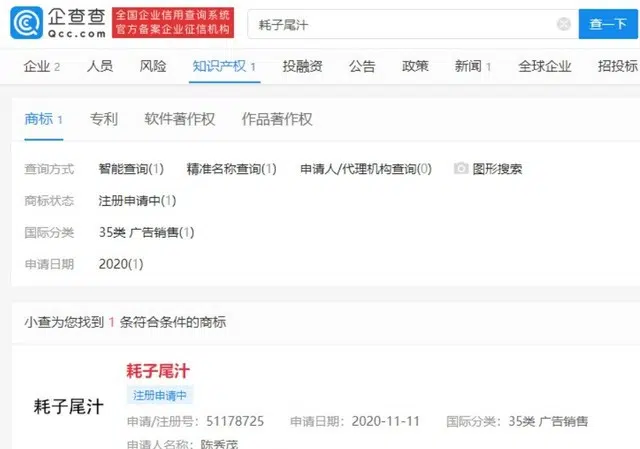 企查查
Qcc.com
全国企业信用查询系统
官方备案企业征信机构
耗子尾汁
查一下
企业 2 人员 风险 知识产权 1 投融资 公告 政策 新闻 1 全球企业 招投标
商标 1 专利 软件著作权 作品著作权
查询方式 智能查询(1) 精准名称查询(1) 申请人/代理机构查询(0) 图形搜索
商标状态 注册申请中(1)
国际分类 35类 广告销售(1)
申请日期 2020(1)
小查为您找到 1 条符合条件的商标
耗子尾汁
耗子尾汁
注册申请中
申请/注册号：51178725 申请日期：2020-11-11 国际分类：35类 广告销售
申请人名称：陈秀茂